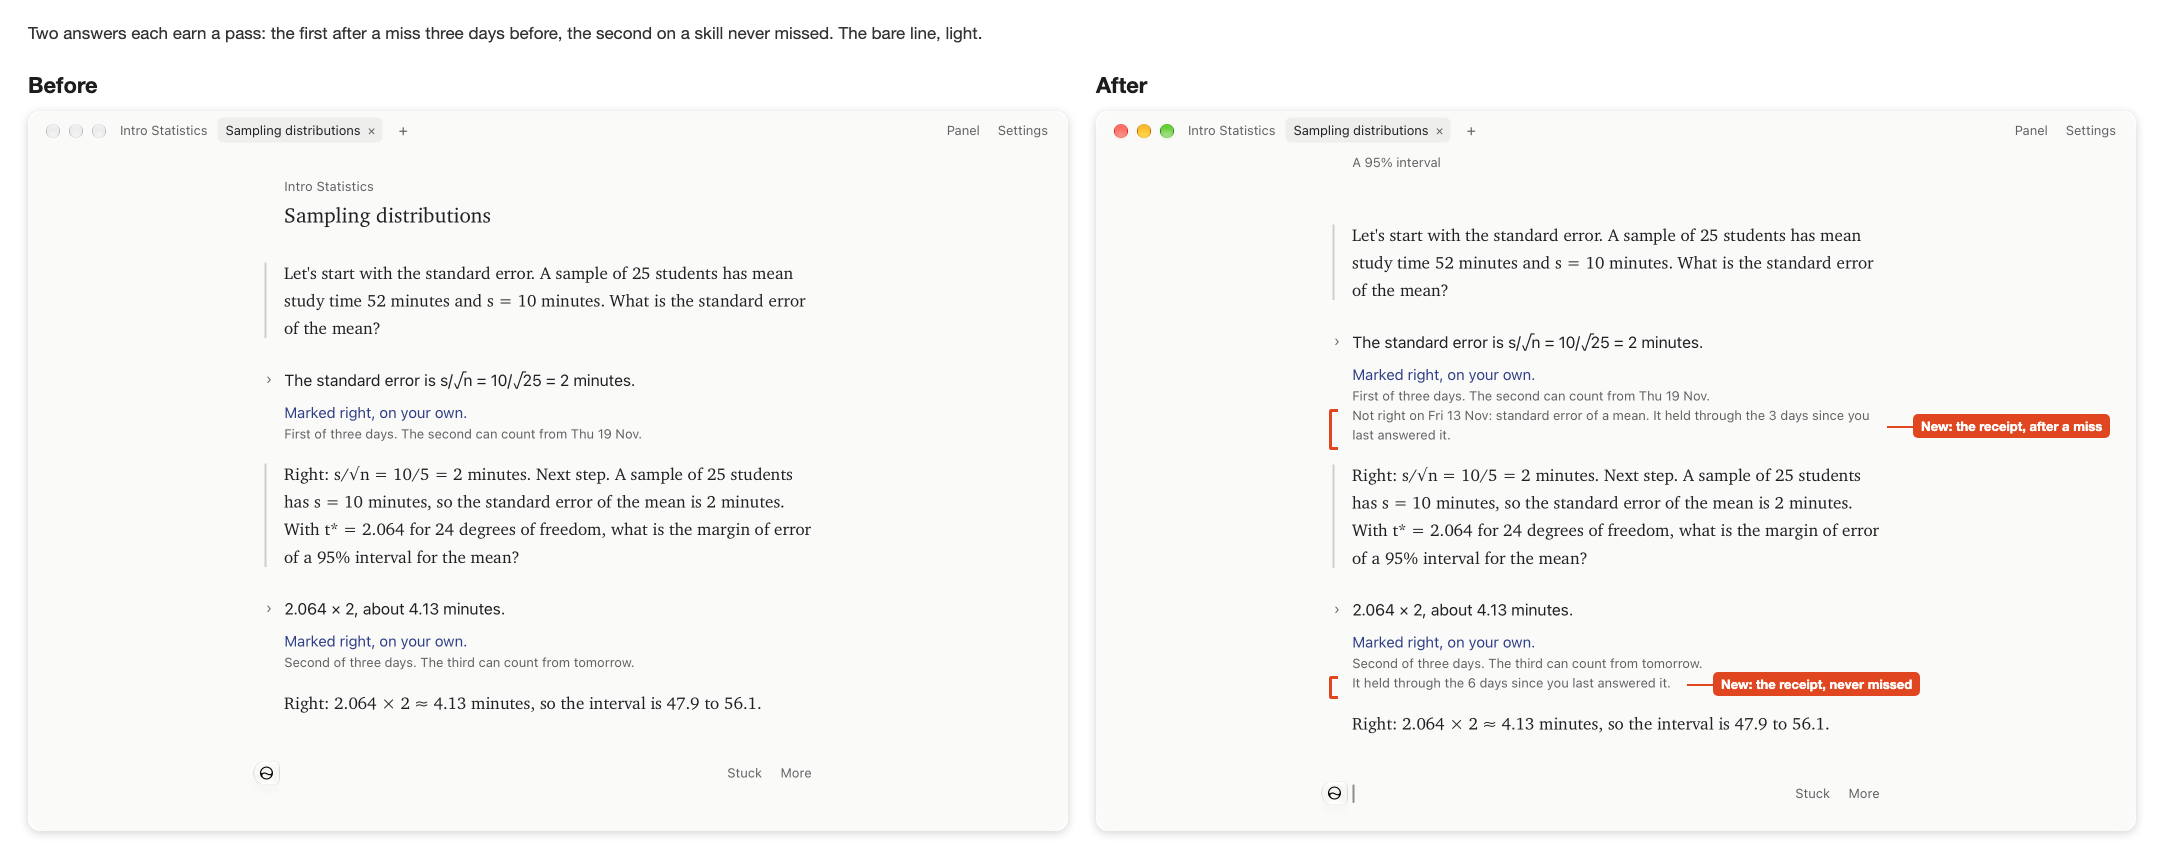 Two answers each earn a pass: the first after a miss three days before, the second on a skill never missed. The bare line, light.
Before
Intro Statistics
Sampling distributions ×
+
Panel
Settings
Intro Statistics
Sampling distributions
Let's start with the standard error. A sample of 25 students has mean
study time 52 minutes and s = 10 minutes. What is the standard error
of the mean?
› The standard error is s/√n = 10/√25 = 2 minutes.
Marked right, on your own.
First of three days. The second can count from Thu 19 Nov.
Right: s/√n = 10/5 = 2 minutes. Next step. A sample of 25 students
has s = 10 minutes, so the standard error of the mean is 2 minutes.
With t* = 2.064 for 24 degrees of freedom, what is the margin of error
of a 95% interval for the mean?
› 2.064 × 2, about 4.13 minutes.
Marked right, on your own.
Second of three days. The third can count from tomorrow.
Right: 2.064 × 2 ≈ 4.13 minutes, so the interval is 47.9 to 56.1.
Stuck
More
After
Intro Statistics
Sampling distributions ×
+
Panel
Settings
A 95% interval
Let's start with the standard error. A sample of 25 students has mean
study time 52 minutes and s = 10 minutes. What is the standard error
of the mean?
› The standard error is s/√n = 10/√25 = 2 minutes.
Marked right, on your own.
First of three days. The second can count from Thu 19 Nov.
Not right on Fri 13 Nov: standard error of a mean. It held through the 3 days since you
last answered it.
New: the receipt, after a miss
Right: s/√n = 10/5 = 2 minutes. Next step. A sample of 25 students
has s = 10 minutes, so the standard error of the mean is 2 minutes.
With t* = 2.064 for 24 degrees of freedom, what is the margin of error
of a 95% interval for the mean?
› 2.064 × 2, about 4.13 minutes.
Marked right, on your own.
Second of three days. The third can count from tomorrow.
It held through the 6 days since you last answered it.
New: the receipt, never missed
Right: 2.064 × 2 ≈ 4.13 minutes, so the interval is 47.9 to 56.1.
Stuck
More